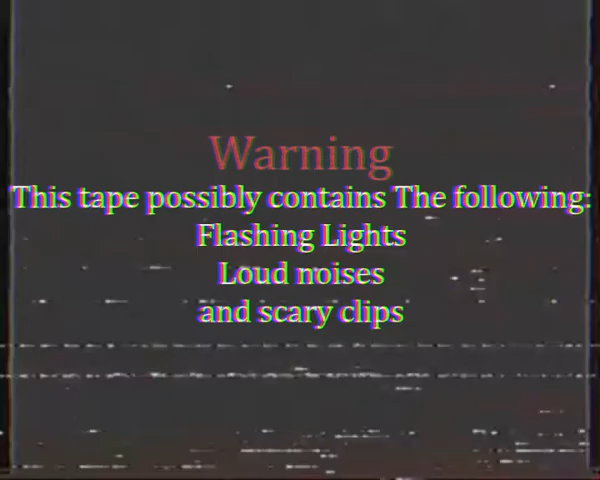 Warning
This tape possibly contains The following:
Flashing Lights
Loud noises
and scary clips